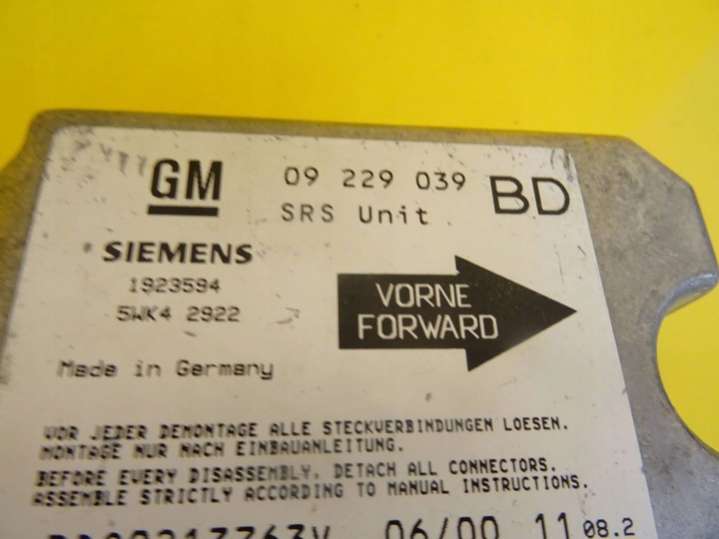 GM 09 229 039 BD
SRS Unit
SIEMENS
1923594
5WK4 2922
VORNE
FORWARD
Made in Germany
VOR JEDER DEMONTAGE ALLE STECKVERBINDUNGEN LOESEN.
MONTAGE NUR NACH EINBAUANLEITUNG.
BEFORE EVERY DISASSEMBLY, DETACH ALL CONNECTORS.
ASSEMBLE STRICTLY ACCORDING TO MANUAL INSTRUCTIONS.
06/00 11 08.2